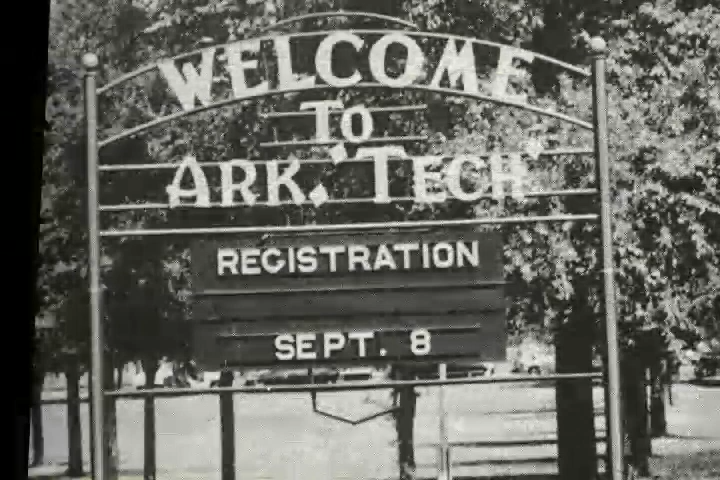 WELCOME
To
ARK. "TECH"
REGISTRATION
SEPT. 8